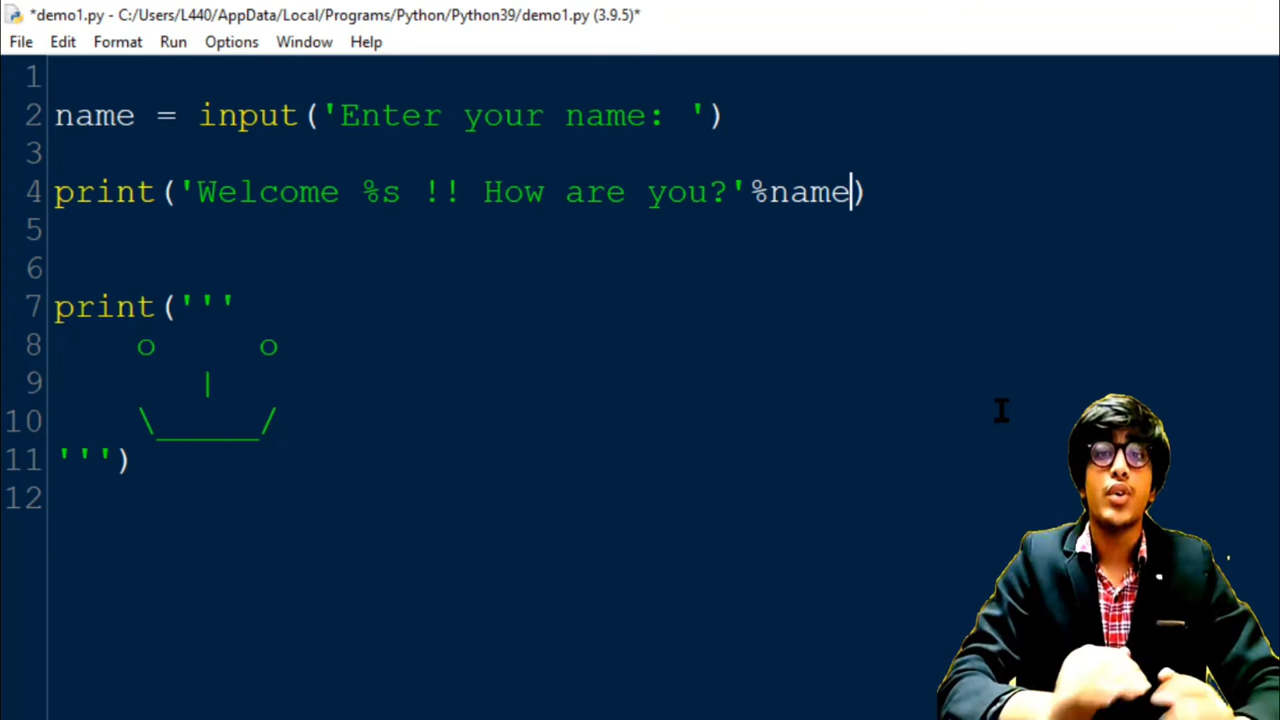 *demo1.py - C:/Users/L440/AppData/Local/Programs/Python/Python39/demo1.py (3.9.5)*
File Edit Format Run Options Window Help
1
2 name = input('Enter your name: ')
3
4 print('Welcome %s !! How are you?'%name)
5
6
7 print('''
8     o      o
9        |
10     \_____/
11 ''')
12